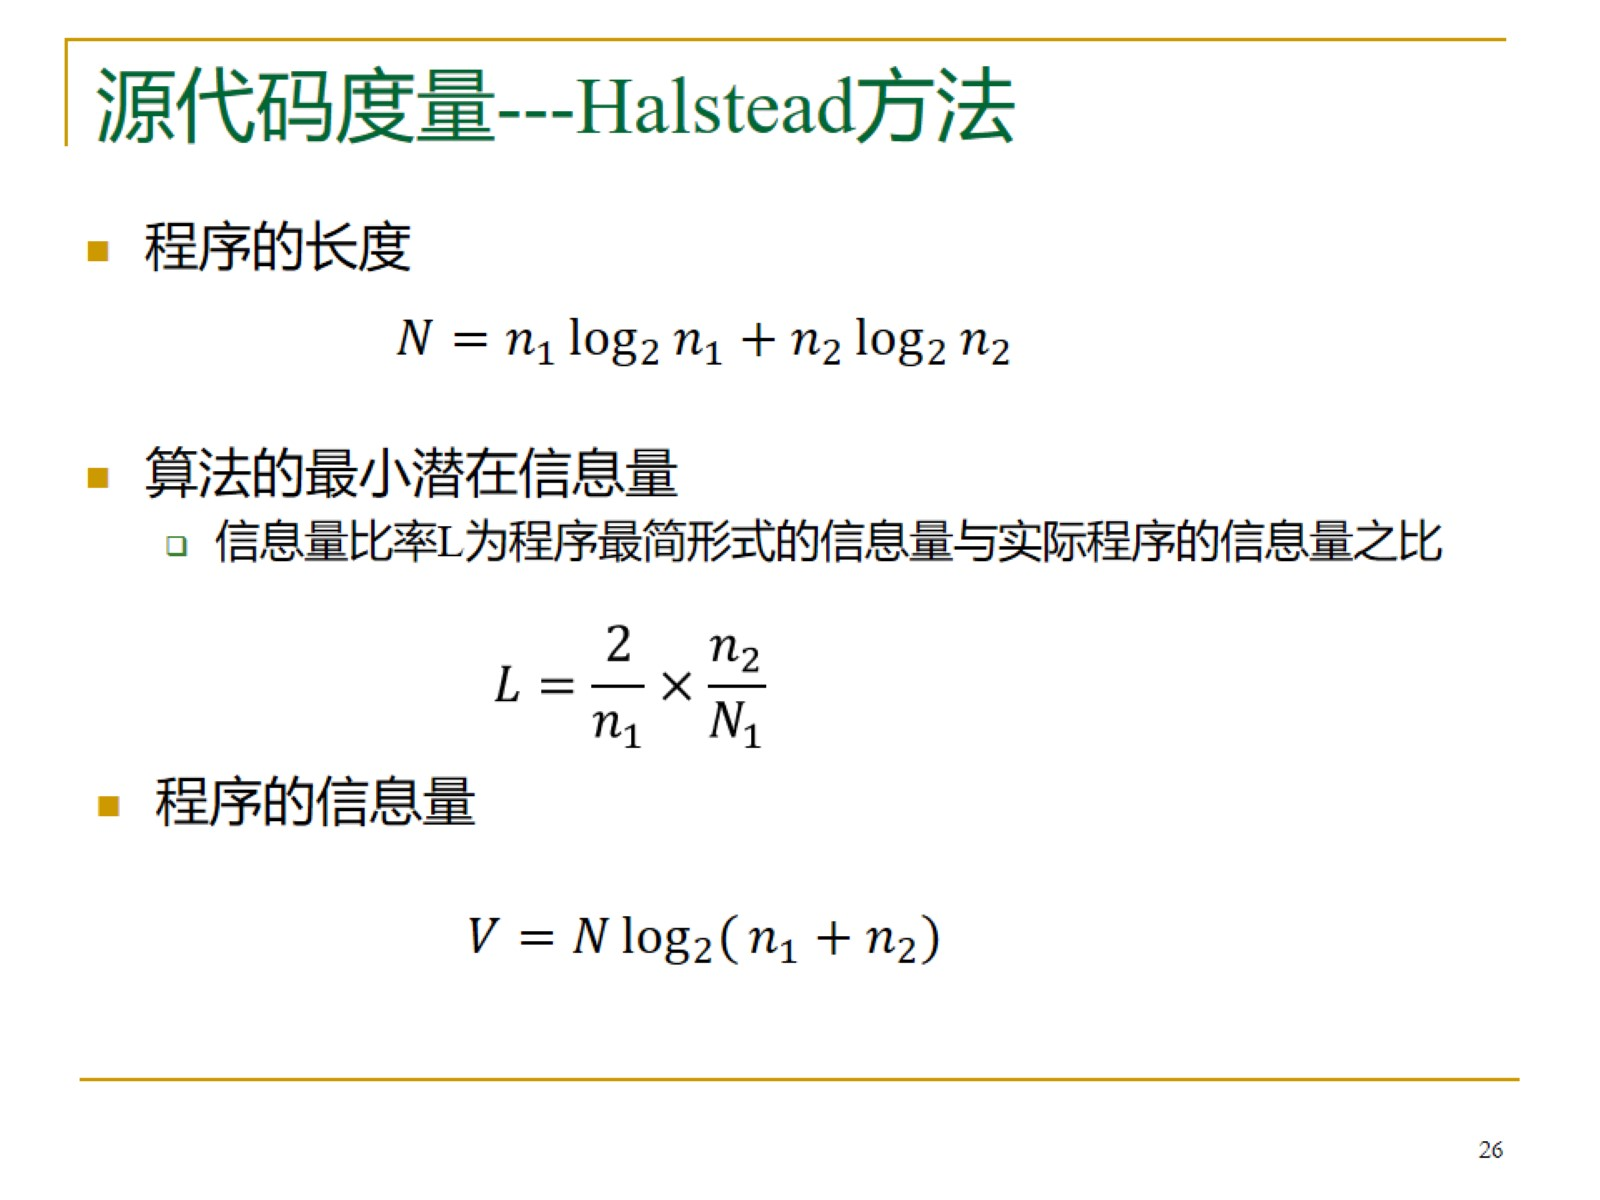 源代码度量---Halstead方法
程序的长度
N = n₁ log₂ n₁ + n₂ log₂ n₂
算法的最小潜在信息量
信息量比率L为程序最简形式的信息量与实际程序的信息量之比
L = 2/n₁ × n₂/N₁
程序的信息量
V = N log₂( n₁ + n₂)
26